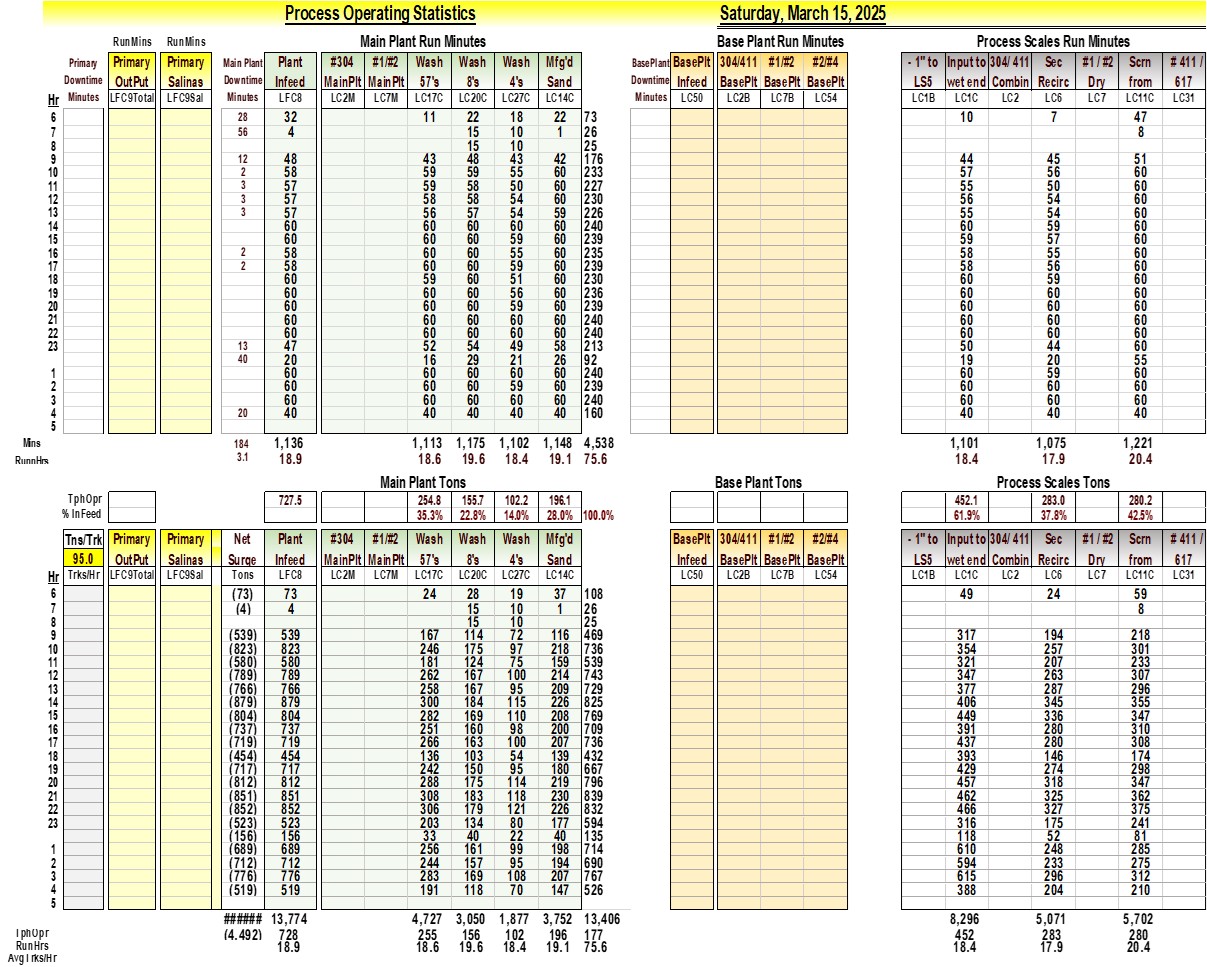 Process Operating Statistics Saturday, March 15, 2025
RunMins RunMins Main Plant Run Minutes Base Plant Run Minutes Process Scales Run Minutes
Primary Primary Primary Main Plant Plant #304 #1/#2 Wash Wash Wash Mfg'd BasePlant BasePlt 304/411 #1/#2 #2/#4 - 1" to Input to 304/ 411 Sec #1 / #2 Scrn # 411 /
Downtime OutPut Salinas Downtime Infeed MainPlt MainPlt 57's 8's 4's Sand Downtime Infeed BasePlt BasePlt BasePlt LS5 wet end Combin Recirc Dry from 617
Hr Minutes LFC9Total LFC9Sal Minutes LFC8 LC2M LC7M LC17C LC20C LC27C LC14C Minutes LC50 LC2B LC7B LC54 LC1B LC1C LC2 LC6 LC7 LC11C LC31
6 28 32 11 22 18 22 73 10 7 47
7 56 4 15 10 1 26 8
8 15 10 25
9 12 48 43 48 43 42 176 44 45 51
10 2 58 59 59 55 60 233 57 56 60
11 3 57 59 58 50 60 227 55 50 60
12 3 57 58 58 54 60 230 56 54 60
13 3 57 56 57 54 59 226 55 54 60
14 60 60 60 60 60 240 60 59 60
15 60 60 60 59 60 239 59 57 60
16 2 58 60 60 55 60 235 58 55 60
17 2 58 60 60 59 60 239 58 56 60
18 60 59 60 51 60 230 60 59 60
19 60 60 60 56 60 236 60 60 60
20 60 60 60 59 60 239 60 60 60
21 60 60 60 60 60 240 60 60 60
22 60 60 60 60 60 240 60 60 60
23 13 47 52 54 49 58 213 50 44 60
40 20 16 29 21 26 92 19 20 55
1 60 60 60 60 60 240 60 59 60
2 60 60 60 59 60 239 60 60 60
3 60 60 60 60 60 240 60 60 60
4 20 40 40 40 40 40 160 40 40 40
5
Mins 184 1,136 1,113 1,175 1,102 1,148 4,538 1,101 1,075 1,221
RunnHrs 3.1 18.9 18.6 19.6 18.4 19.1 75.6 18.4 17.9 20.4
Main Plant Tons Base Plant Tons Process Scales Tons
TphOpr 727.5 254.8 155.7 102.2 196.1 452.1 283.0 280.2
% InFeed 35.3% 22.8% 14.0% 28.0% 100.0% 61.9% 37.8% 42.5%
Tns/Trk Primary Primary Net Plant #304 #1/#2 Wash Wash Wash Mfg'd BasePlt 304/411 #1/#2 #2/#4 - 1" to Input to 304/ 411 Sec #1 / #2 Scrn # 411 /
95.0 OutPut Salinas Surge Infeed MainPlt MainPlt 57's 8's 4's Sand Infeed BasePlt BasePlt BasePlt LS5 wet end Combin Recirc Dry from 617
Hr Trks/Hr LFC9Total LFC9Sal Tons LFC8 LC2M LC7M LC17C LC20C LC27C LC14C LC50 LC2B LC7B LC54 LC1B LC1C LC2 LC6 LC7 LC11C LC31
6 (73) 73 24 28 19 37 108 49 24 59
7 (4) 4 15 10 1 26 8
8 15 10 25
9 (539) 539 167 114 72 116 469 317 194 218
10 (823) 823 246 175 97 218 736 354 257 301
11 (580) 580 181 124 75 159 539 321 207 233
12 (789) 789 262 167 100 214 743 347 263 307
13 (766) 766 258 167 95 209 729 377 287 296
14 (879) 879 300 184 115 226 825 406 345 355
15 (804) 804 282 169 110 208 769 449 336 347
16 (737) 737 251 160 98 200 709 391 280 310
17 (719) 719 266 163 100 207 736 437 280 308
18 (454) 454 136 103 54 139 432 393 146 174
19 (717) 717 242 150 95 180 667 429 274 298
20 (812) 812 288 175 114 219 796 457 318 347
21 (851) 851 308 183 118 230 839 462 325 362
22 (852) 852 306 179 121 226 832 466 327 375
23 (523) 523 203 134 80 177 594 316 175 241
(156) 156 33 40 22 40 135 118 52 81
1 (689) 689 256 161 99 198 714 610 248 285
2 (712) 712 244 157 95 194 690 594 233 275
3 (776) 776 283 169 108 207 767 615 296 312
4 (519) 519 191 118 70 147 526 388 204 210
5
###### 13,774 4,727 3,050 1,877 3,752 13,406 8,296 5,071 5,702
TphOpr (4,492) 728 255 156 102 196 177 452 283 280
RunHrs 18.9 18.6 19.6 18.4 19.1 75.6 18.4 17.9 20.4
AvgTrks/Hr